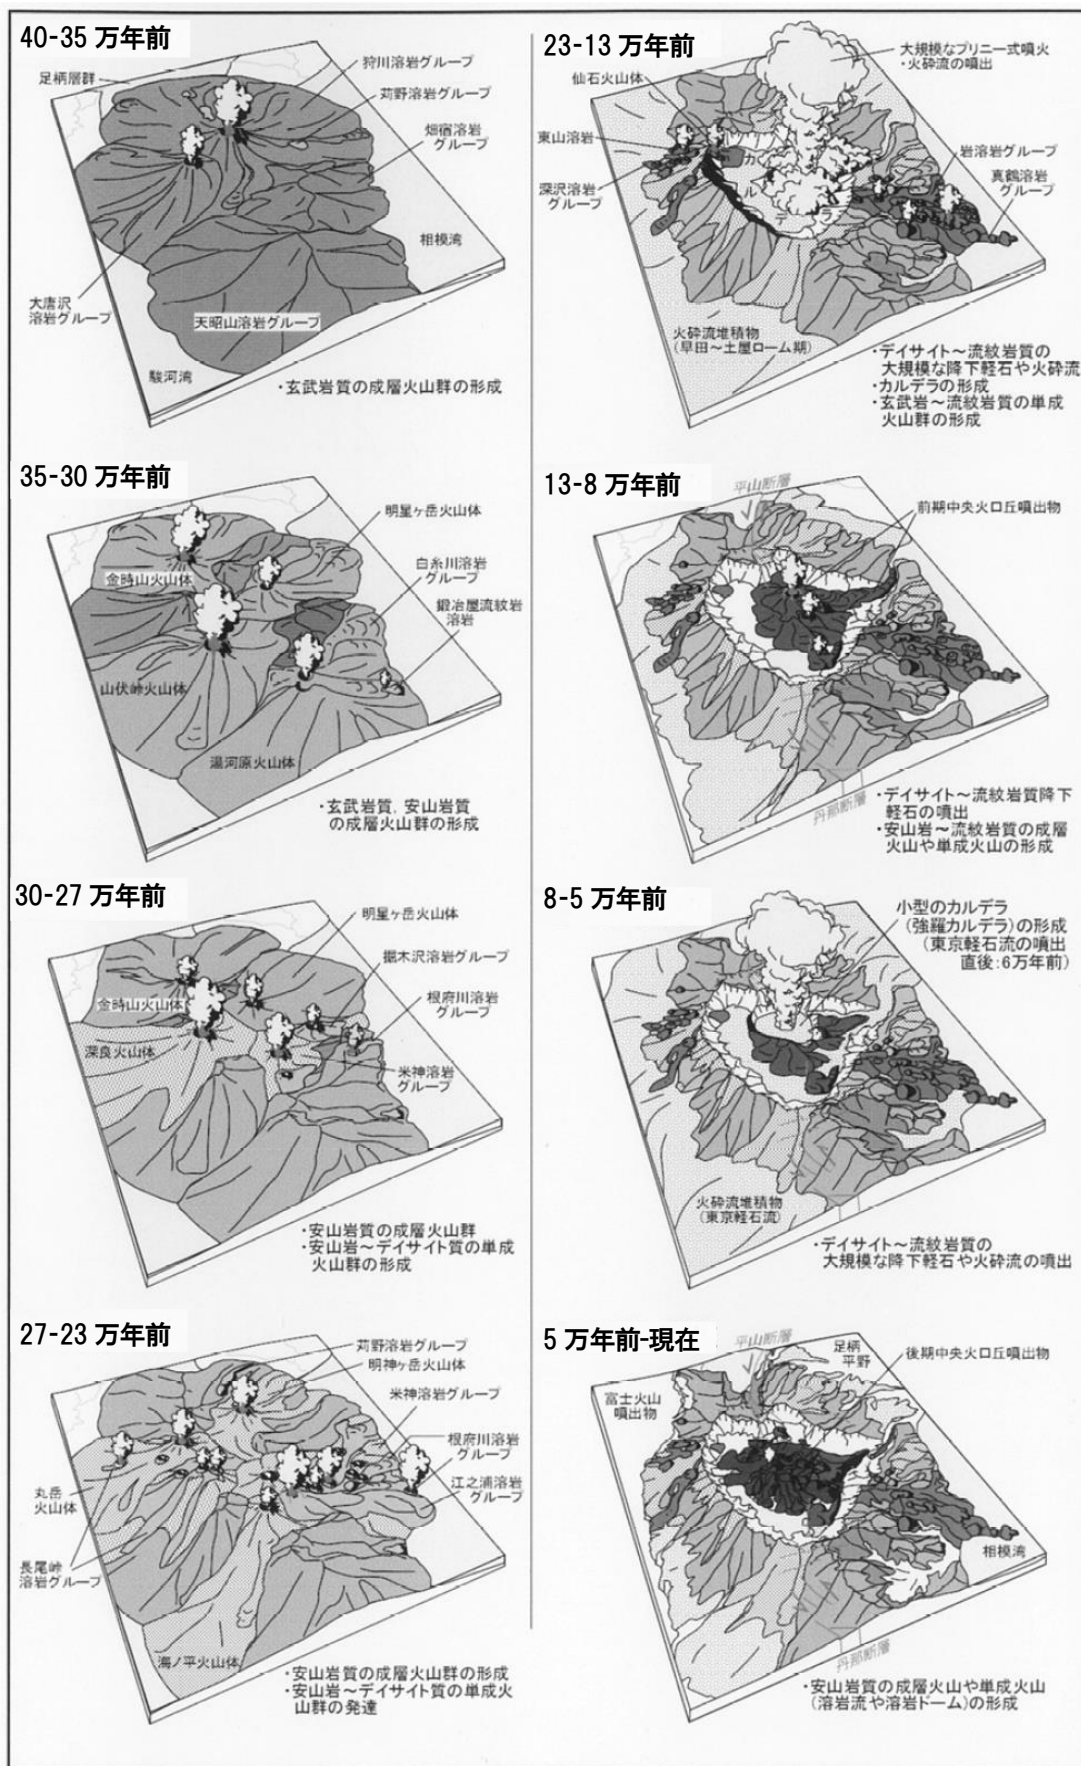 40-35 万年前
足柄層群
狩川溶岩グループ
苅野溶岩グループ
畑宿溶岩
グループ
相模湾
大唐沢
溶岩グループ
天昭山溶岩グループ
駿河湾
・玄武岩質の成層火山群の形成
35-30 万年前
明星ヶ岳火山体
白糸川溶岩
グループ
金時山火山体
鍛冶屋流紋岩
溶岩
山伏峠火山体
湯河原火山体
・玄武岩質,安山岩質
の成層火山群の形成
30-27 万年前
明星ヶ岳火山体
掘木沢溶岩グループ
根府川溶岩
グループ
金時山火山体
深良火山体
米神溶岩
グループ
・安山岩質の成層火山群
・安山岩～デイサイト質の単成
火山群の形成
27-23 万年前
苅野溶岩グループ
明神ヶ岳火山体
米神溶岩グループ
根府川溶岩
グループ
江之浦溶岩
グループ
丸岳
火山体
長尾峠
溶岩グループ
海ノ平火山体
・安山岩質の成層火山群の形成
・安山岩～デイサイト質の単成火
山群の発達
23-13 万年前
大規模なプリニー式噴火
・火砕流の噴出
仙石火山体
東山溶岩
深沢溶岩
グループ
カルデラ
岩溶岩グループ
真鶴溶岩
グループ
火砕流堆積物
(早田～土屋ローム期)
・デイサイト～流紋岩質の
大規模な降下軽石や火砕流
・カルデラの形成
・玄武岩～流紋岩質の単成
火山群の形成
13-8 万年前
平山断層
前期中央火口丘噴出物
丹那断層
・デイサイト～流紋岩質降下
軽石の噴出
・安山岩～流紋岩質の成層
火山や単成火山の形成
8-5 万年前
小型のカルデラ
(強羅カルデラ)の形成
(東京軽石流の噴出
直後:6万年前)
火砕流堆積物
(東京軽石流)
・デイサイト～流紋岩質の
大規模な降下軽石や火砕流の噴出
5 万年前-現在
平山断層
足柄
平野
後期中央火口丘噴出物
富士火山
噴出物
相模湾
丹那断層
・安山岩質の成層火山や単成火山
(溶岩流や溶岩ドーム)の形成